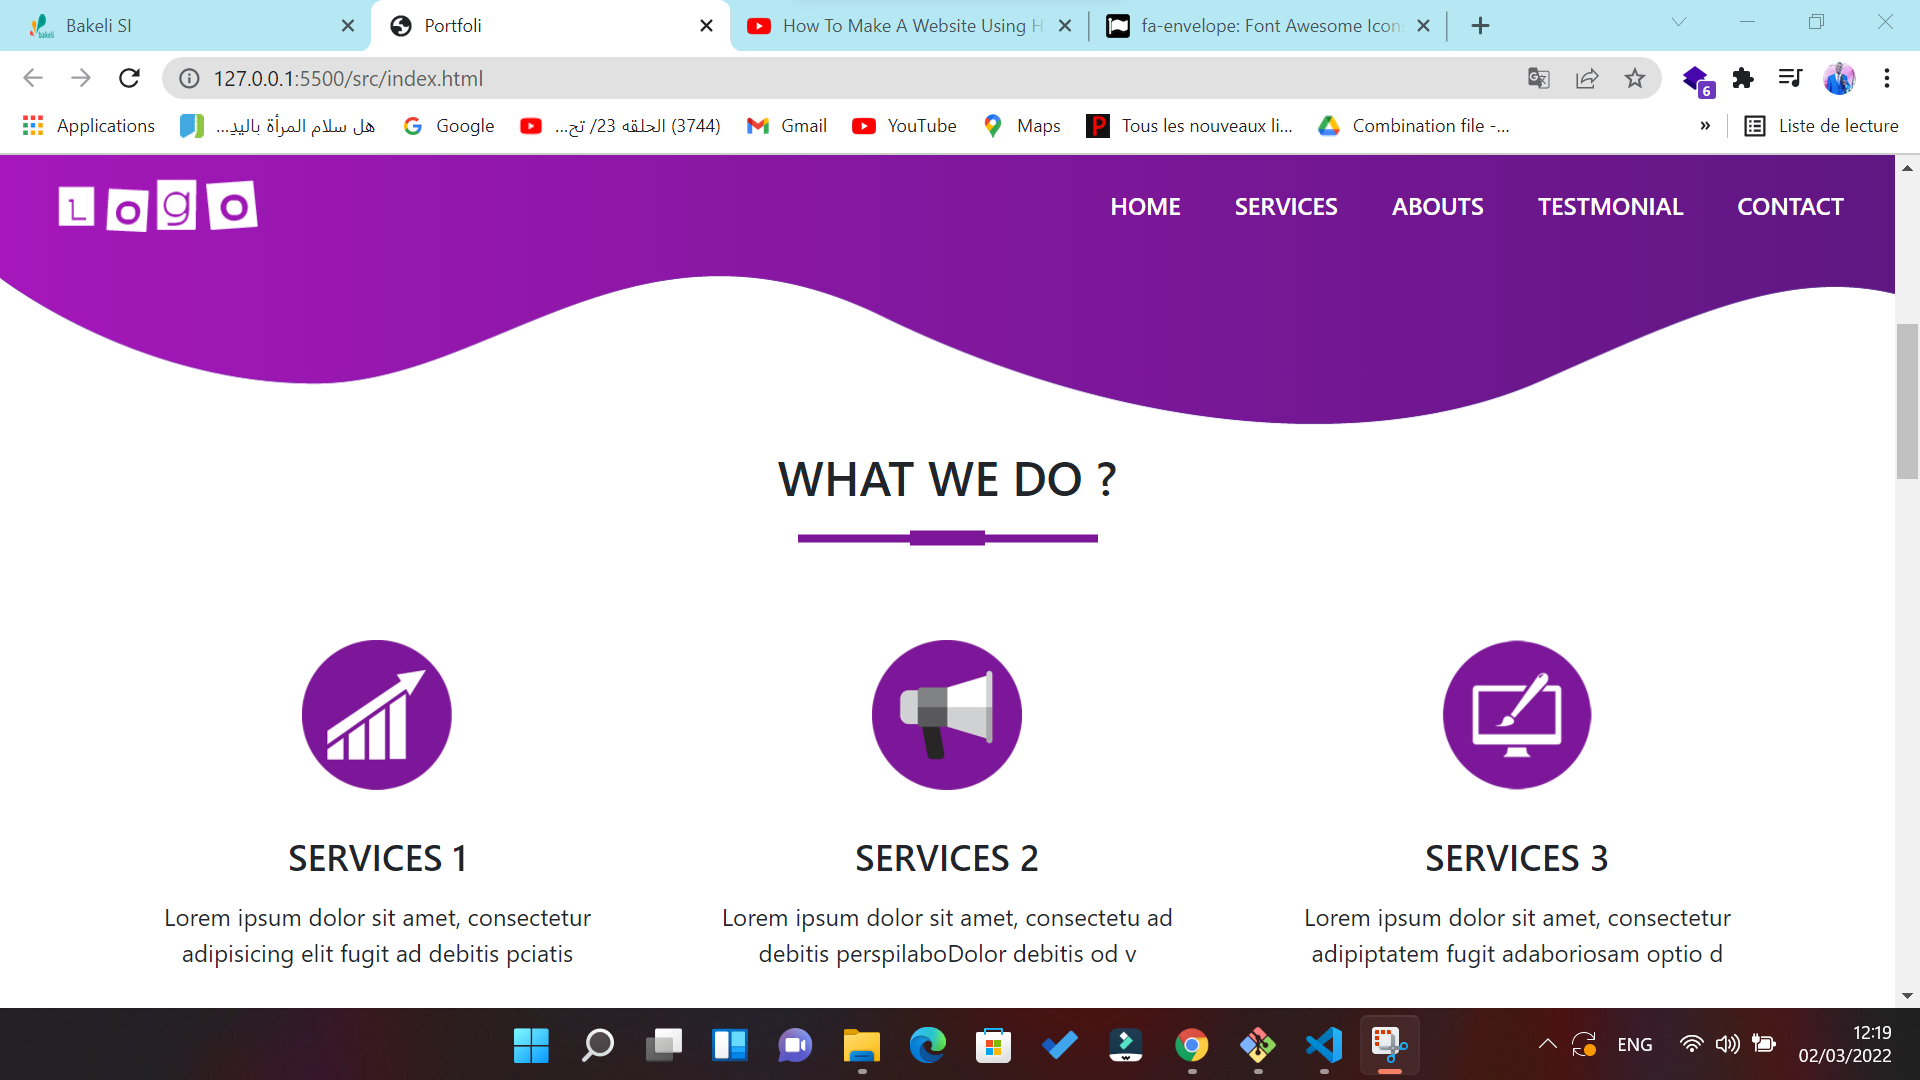 Bakeli SI
Portfoli
How To Make A Website Using H
fa-envelope: Font Awesome Icon
127.0.0.1:5500/src/index.html
6
Applications
هل سلام المرأة باليد...
Google
(3744) الحلقه 23/ تح...
Gmail
YouTube
Maps
Tous les nouveaux li...
Combination file -...
»
Liste de lecture
Logo
HOME
SERVICES
ABOUTS
TESTMONIAL
CONTACT
WHAT WE DO ?
SERVICES 1
Lorem ipsum dolor sit amet, consectetur
adipisicing elit fugit ad debitis pciatis
SERVICES 2
Lorem ipsum dolor sit amet, consectetu ad
debitis perspilaboDolor debitis od v
SERVICES 3
Lorem ipsum dolor sit amet, consectetur
adipiptatem fugit adaboriosam optio d
ENG
12:19
02/03/2022